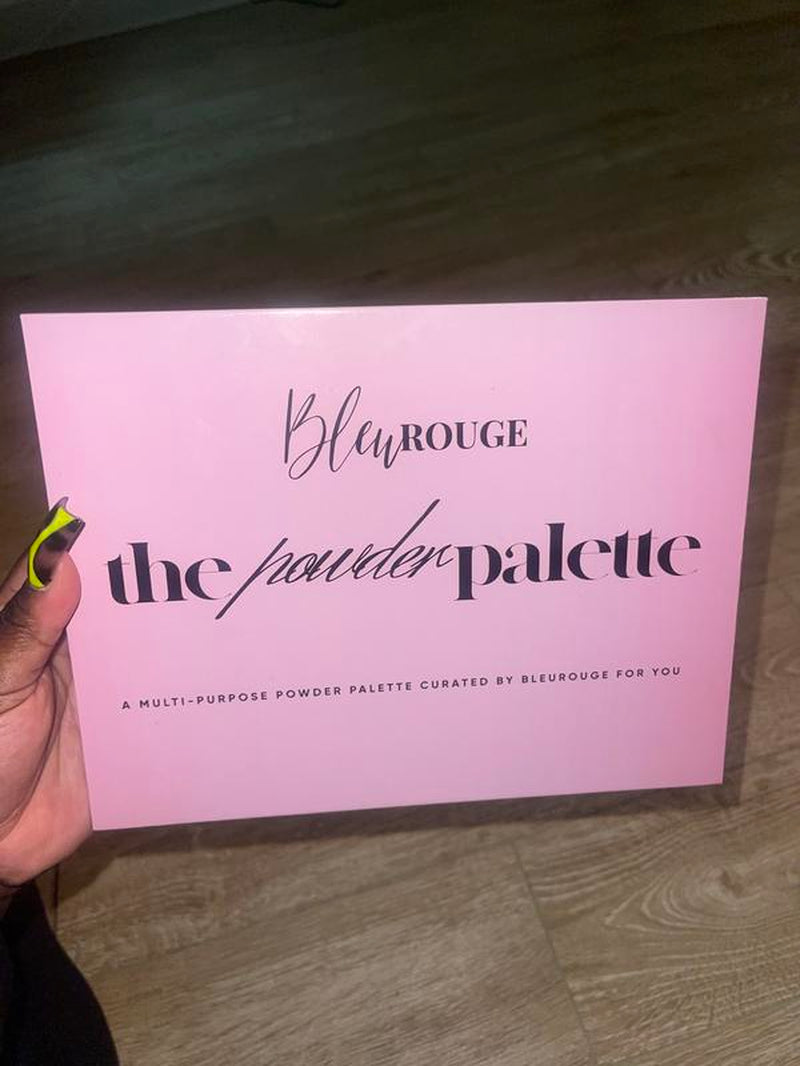 BleuROUGE
the powder palette
A MULTI-PURPOSE POWDER PALETTE CURATED BY BLEUROUGE FOR YOU